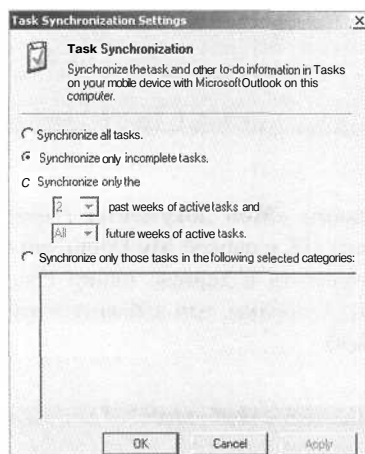 Task Synchronization Settings
Task Synchronization
Synchronize the task and other to-do information in Tasks
on your mobile device with Microsoft Outlook on this
computer.
Synchronize all tasks.
Synchronize only incomplete tasks.
Synchronize only the
2 past weeks of active tasks and
All future weeks of active tasks.
Synchronize only those tasks in the following selected categories:
OK Cancel Apply